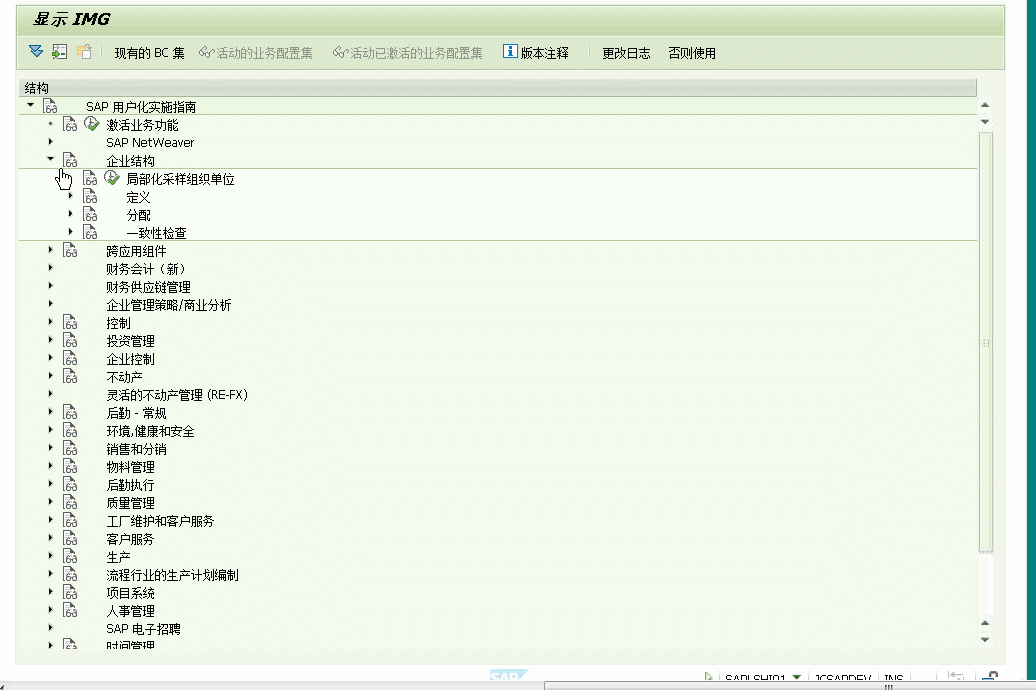 显示 IMG
现有的 BC 集 活动的业务配置集 活动已激活的业务配置集 版本注释 更改日志 否则使用
结构
SAP 用户化实施指南
激活业务功能
SAP NetWeaver
企业结构
局部化采样组织单位
定义
分配
一致性检查
跨应用组件
财务会计（新）
财务供应链管理
企业管理策略/商业分析
控制
投资管理
企业控制
不动产
灵活的不动产管理 (RE-FX)
后勤 - 常规
环境,健康和安全
销售和分销
物料管理
后勤执行
质量管理
工厂维护和客户服务
客户服务
生产
流程行业的生产计划编制
项目系统
人事管理
SAP 电子招聘
时间管理
SAP SAPLSHI01 JCSAPDEV INS